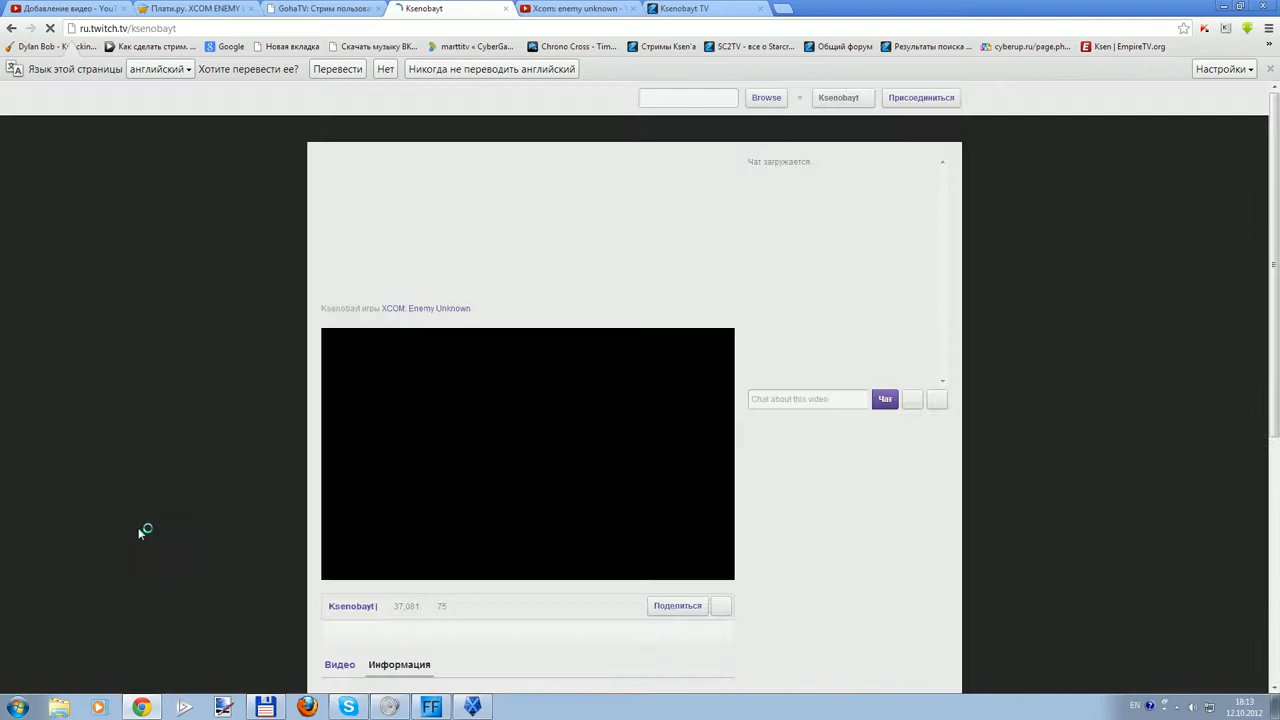 Добавление видео - YouT
Плати.ру. XCOM ENEMY
GohaTV: Стрим пользоват
Ksenobayt
Xcom: enemy unknown -
Ksenobayt TV
ru.twitch.tv/ksenobayt
Как сделать стрим. ...
Google
Новая вкладка
Скачать музыку ВК...
marttitv ✓ CyberGa...
Chrono Cross - Tim...
Стримы Ksen'a
SC2TV - все о Starcr...
Общий форум
Результаты поиска ...
cyberup.ru/page.ph...
Ksen | EmpireTV.org
Язык этой страницы
английский
Хотите перевести ее?
Перевести
Нет
Никогда не переводить английский
Настройки
Browse
Ksenobayt
Присоединиться
Чат загружается...
Ksenobayt игры XCOM: Enemy Unknown
Chat about this video
Чат
Ksenobayt|
37,081
75
Поделиться
Видео
Информация
EN
18:13
12.10.2012